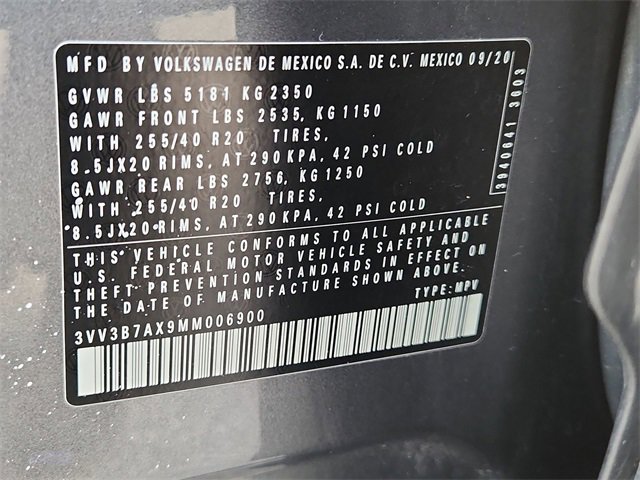 MFD BY VOLKSWAGEN DE MEXICO S.A. DE C.V. MEXICO 09/20
GVWR LBS 5181 KG 2350
GAWR FRONT LBS 2535, KG 1150
WITH 255/40 R20 TIRES,
8.5JX20 RIMS, AT 290 KPA, 42 PSI COLD
GAWR REAR LBS 2756, KG 1250
WITH 255/40 R20 TIRES,
8.5JX20 RIMS, AT 290 KPA, 42 PSI COLD
THIS VEHICLE CONFORMS TO ALL APPLICABLE
U.S. FEDERAL MOTOR VEHICLE SAFETY AND
THEFT PREVENTION STANDARDS IN EFFECT ON
THE DATE OF MANUFACTURE SHOWN ABOVE.
TYPE: MPV
3VV3B7AX9MM006900
3940641 3003